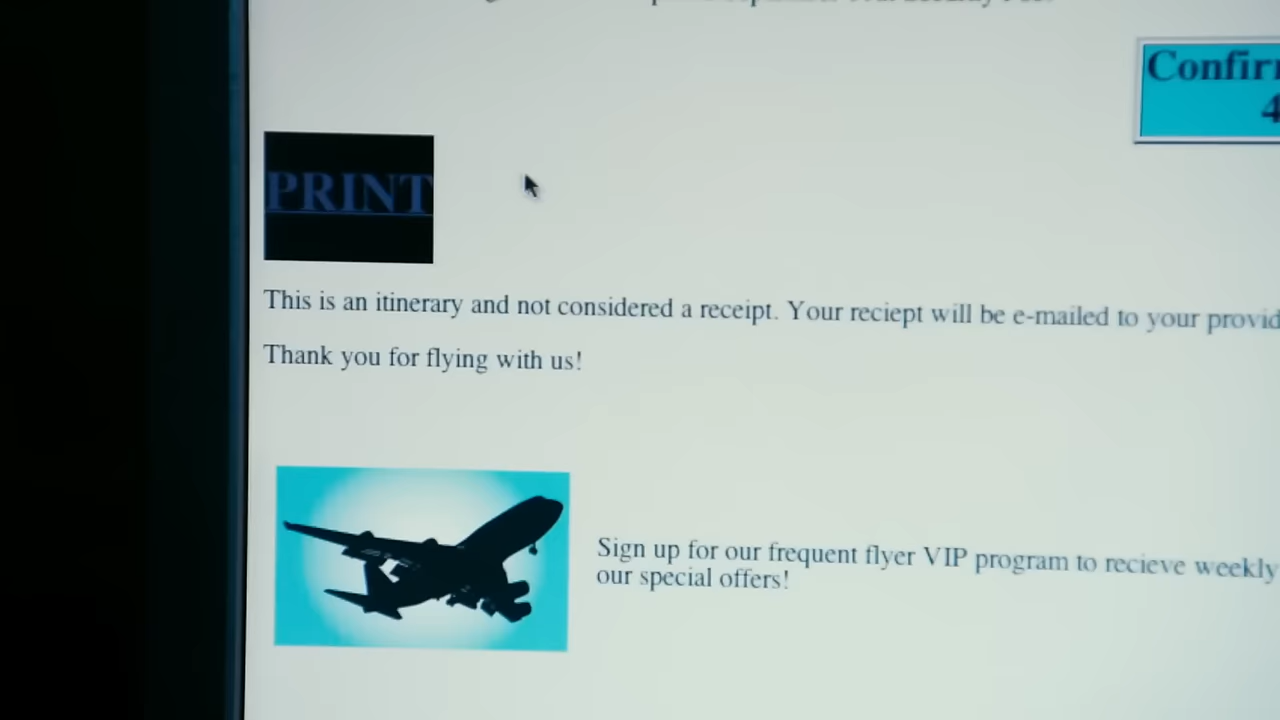 Confir
4
PRINT
This is an itinerary and not considered a receipt. Your reciept will be e-mailed to your provid
Thank you for flying with us!
Sign up for our frequent flyer VIP program to recieve weekly
our special offers!